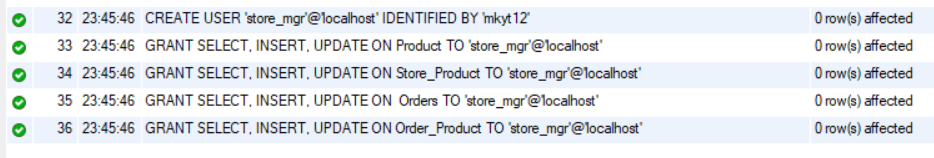 32 23:45:46 CREATE USER 'store_mgr'@'localhost' IDENTIFIED BY 'mkyt12' 0 row(s) affected
33 23:45:46 GRANT SELECT, INSERT, UPDATE ON Product TO 'store_mgr'@'localhost' 0 row(s) affected
34 23:45:46 GRANT SELECT, INSERT, UPDATE ON Store_Product TO 'store_mgr'@'localhost' 0 row(s) affected
35 23:45:46 GRANT SELECT, INSERT, UPDATE ON  Orders TO 'store_mgr'@'localhost' 0 row(s) affected
36 23:45:46 GRANT SELECT, INSERT, UPDATE ON Order_Product TO 'store_mgr'@'localhost' 0 row(s) affected